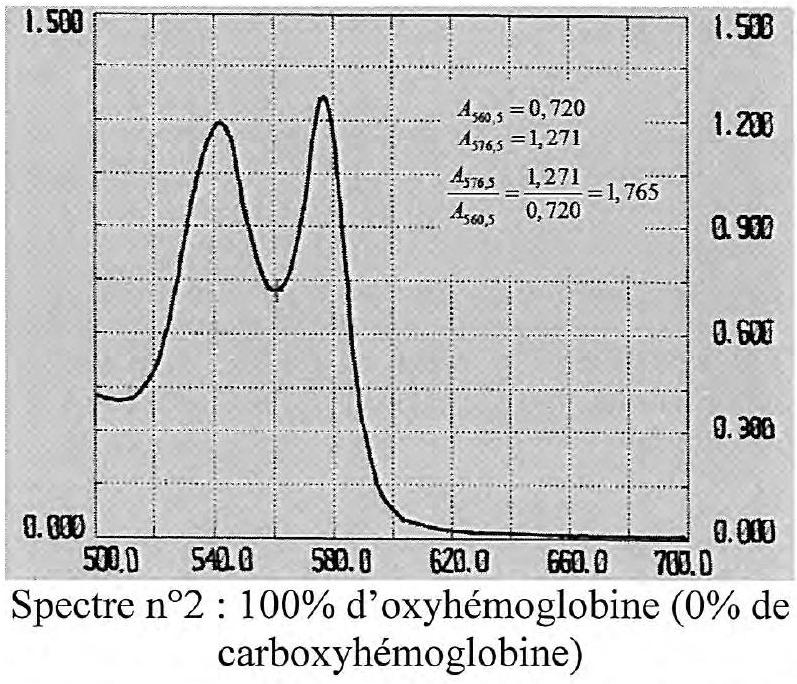 1.500 1.500
A560,5 = 0,720
A576,5 = 1,271
A576,5 / A560,5 = 1,271 / 0,720 = 1,765
1.200
0.900
0.600
0.300
0.000 0.000
500.0 540.0 580.0 620.0 660.0 700.0
Spectre n°2 : 100% d'oxyhémoglobine (0% de
carboxyhémoglobine)